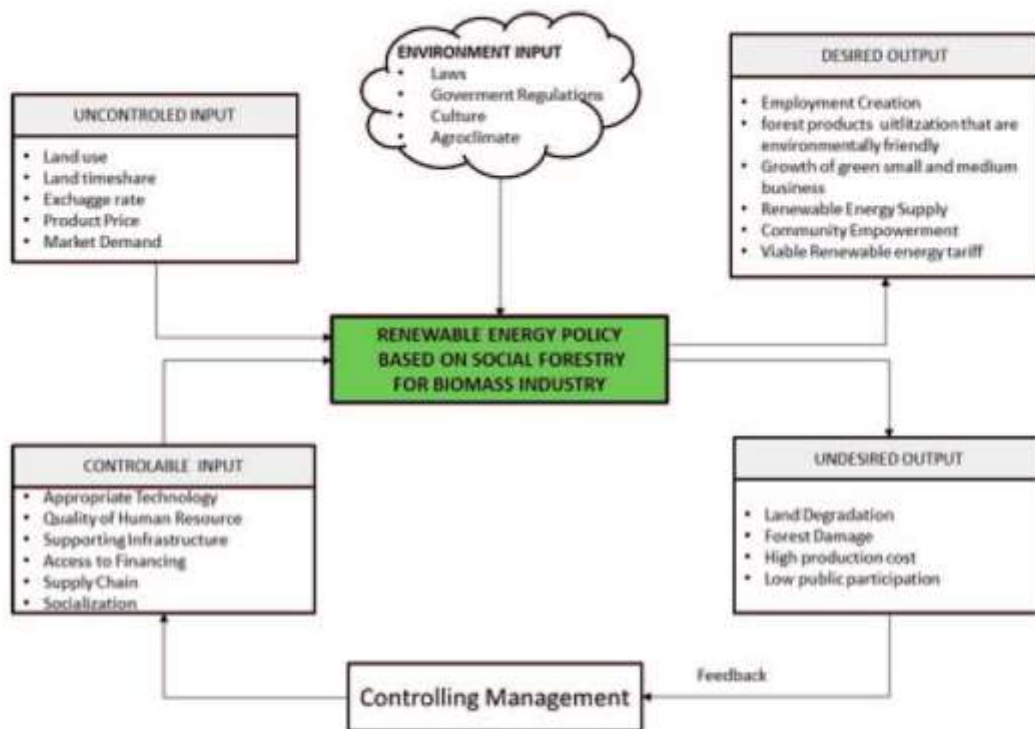 ENVIRONMENT INPUT
• Laws
• Goverment Regulations
• Culture
• Agroclimate
UNCONTROLED INPUT
• Land use
• Land timeshare
• Exchagge rate
• Product Price
• Market Demand
DESIRED OUTPUT
• Employment Creation
• forest products uitlitzation that are
environmentally friendly
• Growth of green small and medium
business
• Renewable Energy Supply
• Community Empowerment
• Viable Renewable energy tariff
RENEWABLE ENERGY POLICY
BASED ON SOCIAL FORESTRY
FOR BIOMASS INDUSTRY
CONTROLABLE INPUT
• Appropriate Technology
• Quality of Human Resource
• Supporting Infrastructure
• Access to Financing
• Supply Chain
• Socialization
UNDESIRED OUTPUT
• Land Degradation
• Forest Damage
• High production cost
• Low public participation
Feedback
Controlling Management